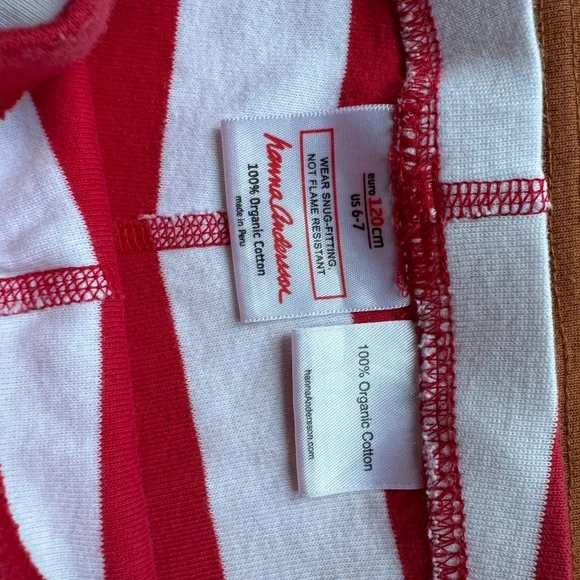 euro 120 cm
US 6-7
WEAR SNUG-FITTING.
NOT FLAME RESISTANT
hanna Andersson
100% Organic Cotton
made in Peru
100% Organic Cotton
hannaAndersson.com